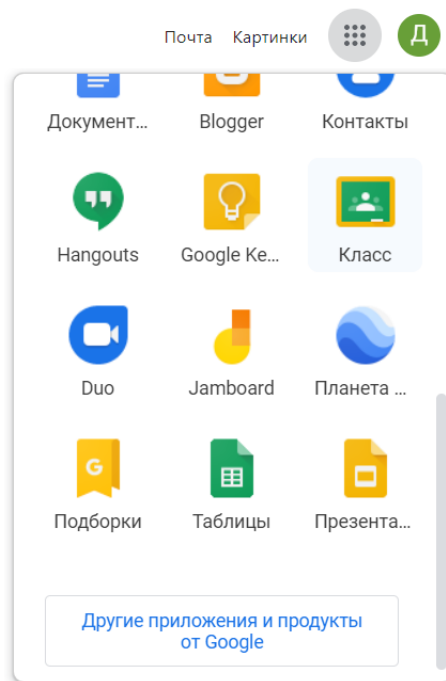 Почта Картинки Д
Документ... Blogger Контакты
Hangouts Google Ke... Класс
Duo Jamboard Планета ...
G
Подборки Таблицы Презента...
Другие приложения и продукты
от Google